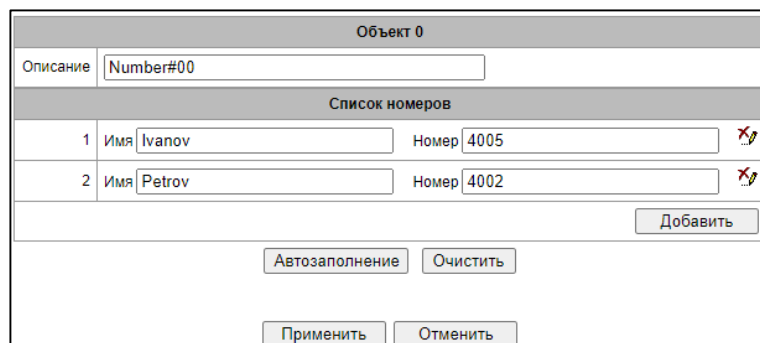 Объект 0
Описание Number#00
Список номеров
1 Имя Ivanov Номер 4005
2 Имя Petrov Номер 4002
Добавить
Автозаполнение Очистить
Применить Отменить